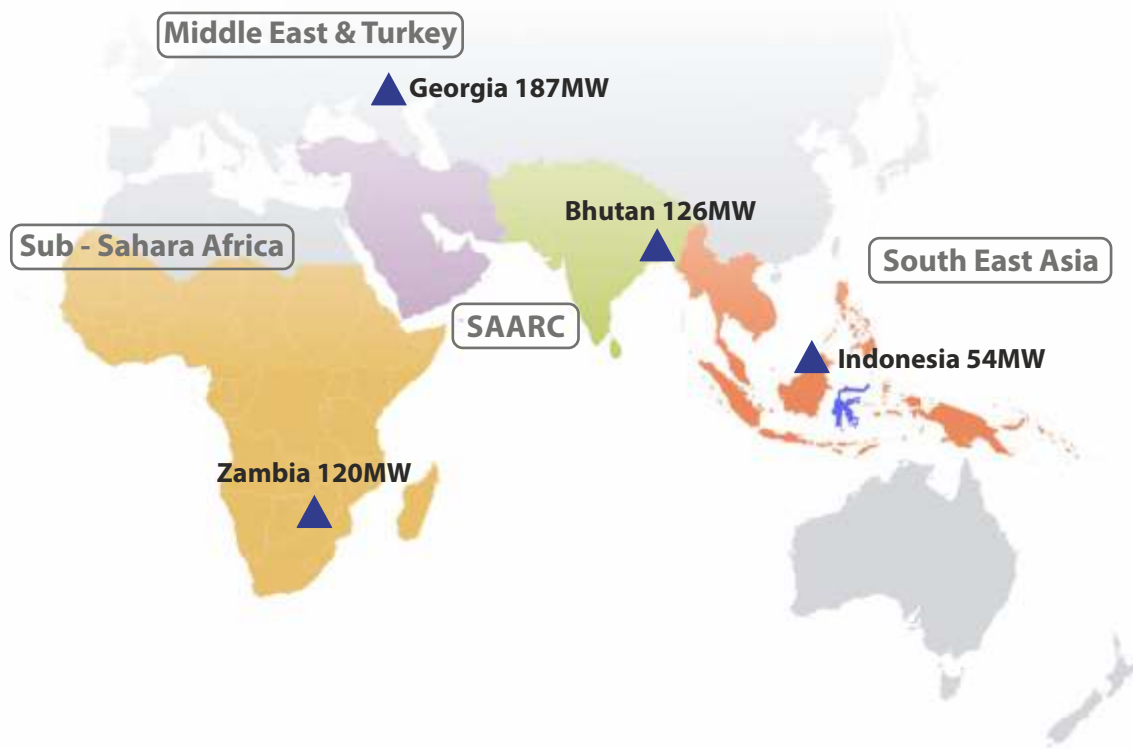 Middle East & Turkey
Georgia 187MW
Bhutan 126MW
Sub - Sahara Africa
South East Asia
SAARC
Indonesia 54MW
Zambia 120MW